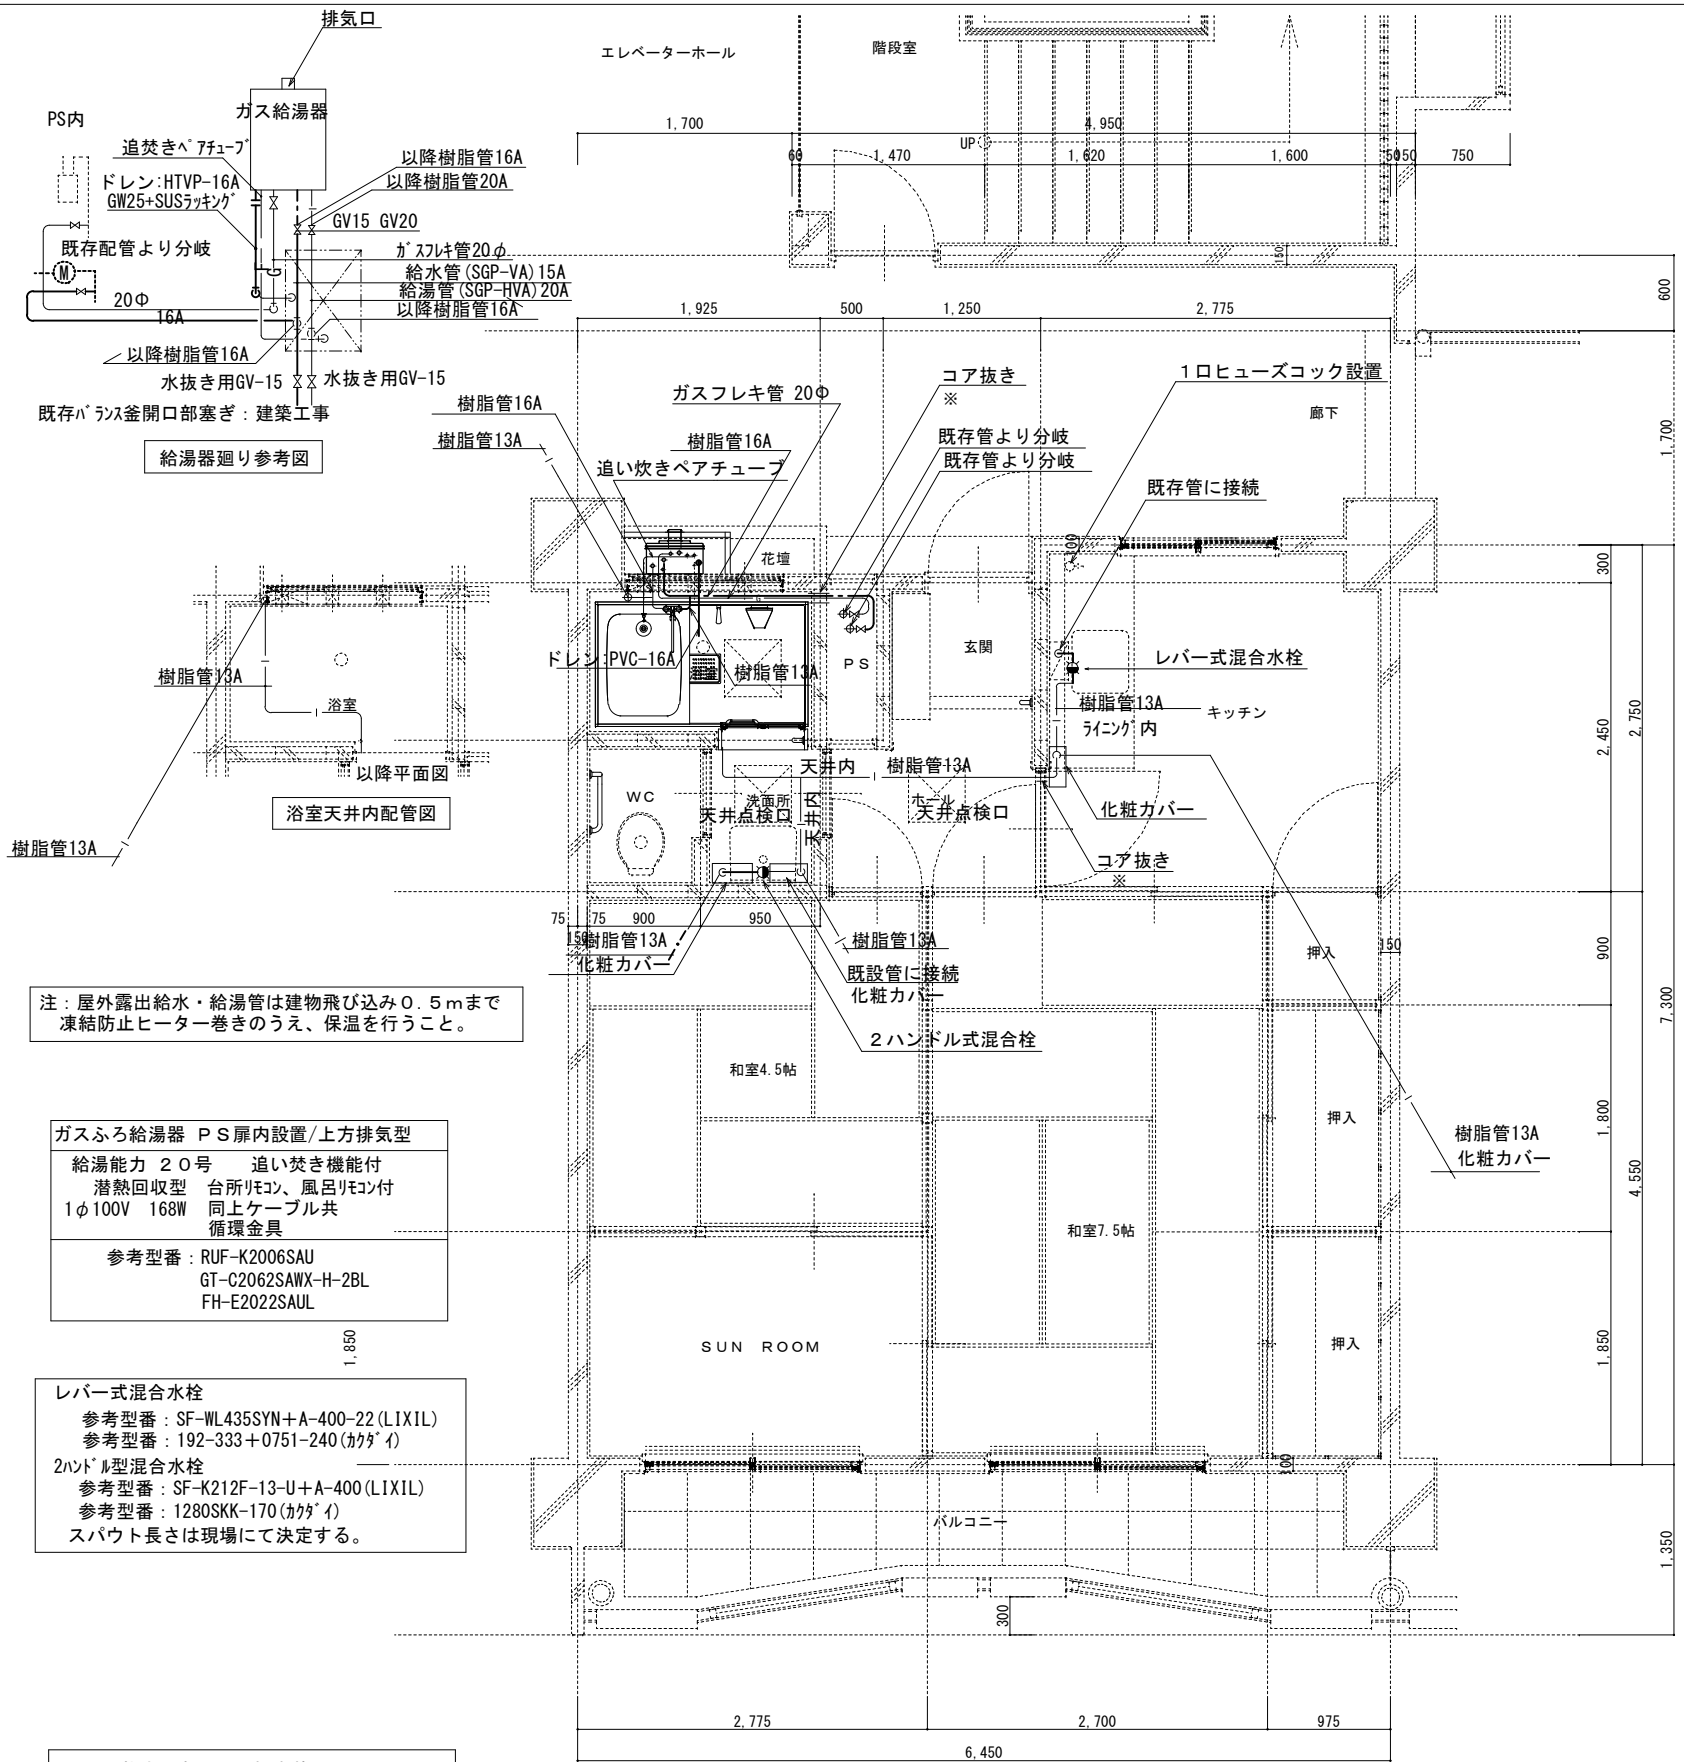 排気口
エレベーターホール
階段室
PS内
ガス給湯器
追焚きペアチューブ
ドレン:HTVP-16A
GW25+SUSラッキング
以降樹脂管16A
以降樹脂管20A
GV15 GV20
既存配管より分岐
ガスフレキ管20φ
給水管(SGP-VA)15A
給湯管(SGP-HVA)20A
以降樹脂管16A
M
20Φ
16A
以降樹脂管16A
水抜き用GV-15
水抜き用GV-15
既存バランス釜開口部塞ぎ：建築工事
給湯器廻り参考図
1,700
4,950
UP
60
1,470
1,620
1,600
50
50
750
150
600
1,925
500
1,250
2,775
1,700
樹脂管16A
樹脂管13A
ガスフレキ管 20Φ
樹脂管16A
追い炊きペアチューブ
コア抜き
※
既存管より分岐
既存管より分岐
１口ヒューズコック設置
廊下
既存管に接続
100
花壇
300
ドレン:PVC-16A
樹脂管13A
ＰＳ
玄関
レバー式混合水栓
樹脂管13A
ライニング内
キッチン
2,450
2,750
樹脂管13A
浴室
以降平面図
浴室天井内配管図
樹脂管13A
天井内
樹脂管13A
ＷＣ
洗面所
天井点検口
天井内
ホール
天井点検口
化粧カバー
コア抜き
※
75
75
900
950
150
樹脂管13A
化粧カバー
樹脂管13A
既設管に接続
化粧カバー
押入
150
900
7,300
注：屋外露出給水・給湯管は建物飛び込み０.５ｍまで
凍結防止ヒーター巻きのうえ、保温を行うこと。
２ハンドル式混合栓
和室4.5帖
押入
1,800
樹脂管13A
化粧カバー
4,550
ガスふろ給湯器 ＰＳ扉内設置/上方排気型
給湯能力 ２０号 追い焚き機能付
潜熱回収型 台所リモコン、風呂リモコン付
1φ100V 168W 同上ケーブル共
循環金具
参考型番：RUF-K2006SAU
GT-C2062SAWX-H-2BL
FH-E2022SAUL
和室7.5帖
1,850
ＳＵＮ ＲＯＯＭ
押入
1,850
レバー式混合水栓
参考型番：SF-WL435SYN＋A-400-22(LIXIL)
参考型番：192-333＋0751-240(カクダイ)
2ハンドル型混合水栓
参考型番：SF-K212F-13-U＋A-400(LIXIL)
参考型番：1280SKK-170(カクダイ)
スパウト長さは現場にて決定する。
100
バルコニー
1,350
300
2,775
2,700
975
6,450